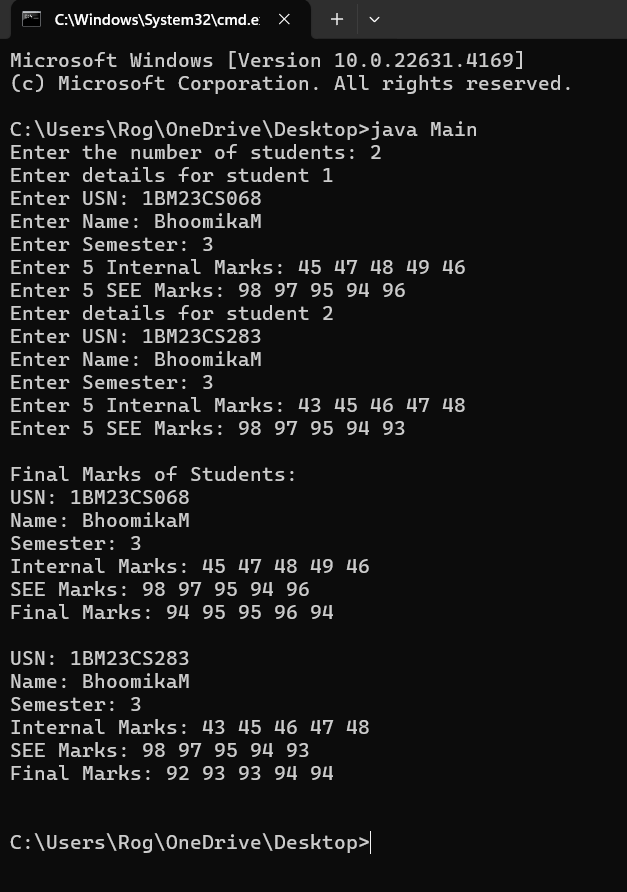 C:\Windows\System32\cmd.e
Microsoft Windows [Version 10.0.22631.4169]
(c) Microsoft Corporation. All rights reserved.
C:\Users\Rog\OneDrive\Desktop>java Main
Enter the number of students: 2
Enter details for student 1
Enter USN: 1BM23CS068
Enter Name: BhoomikaM
Enter Semester: 3
Enter 5 Internal Marks: 45 47 48 49 46
Enter 5 SEE Marks: 98 97 95 94 96
Enter details for student 2
Enter USN: 1BM23CS283
Enter Name: BhoomikaM
Enter Semester: 3
Enter 5 Internal Marks: 43 45 46 47 48
Enter 5 SEE Marks: 98 97 95 94 93
Final Marks of Students:
USN: 1BM23CS068
Name: BhoomikaM
Semester: 3
Internal Marks: 45 47 48 49 46
SEE Marks: 98 97 95 94 96
Final Marks: 94 95 95 96 94
USN: 1BM23CS283
Name: BhoomikaM
Semester: 3
Internal Marks: 43 45 46 47 48
SEE Marks: 98 97 95 94 93
Final Marks: 92 93 93 94 94
C:\Users\Rog\OneDrive\Desktop>